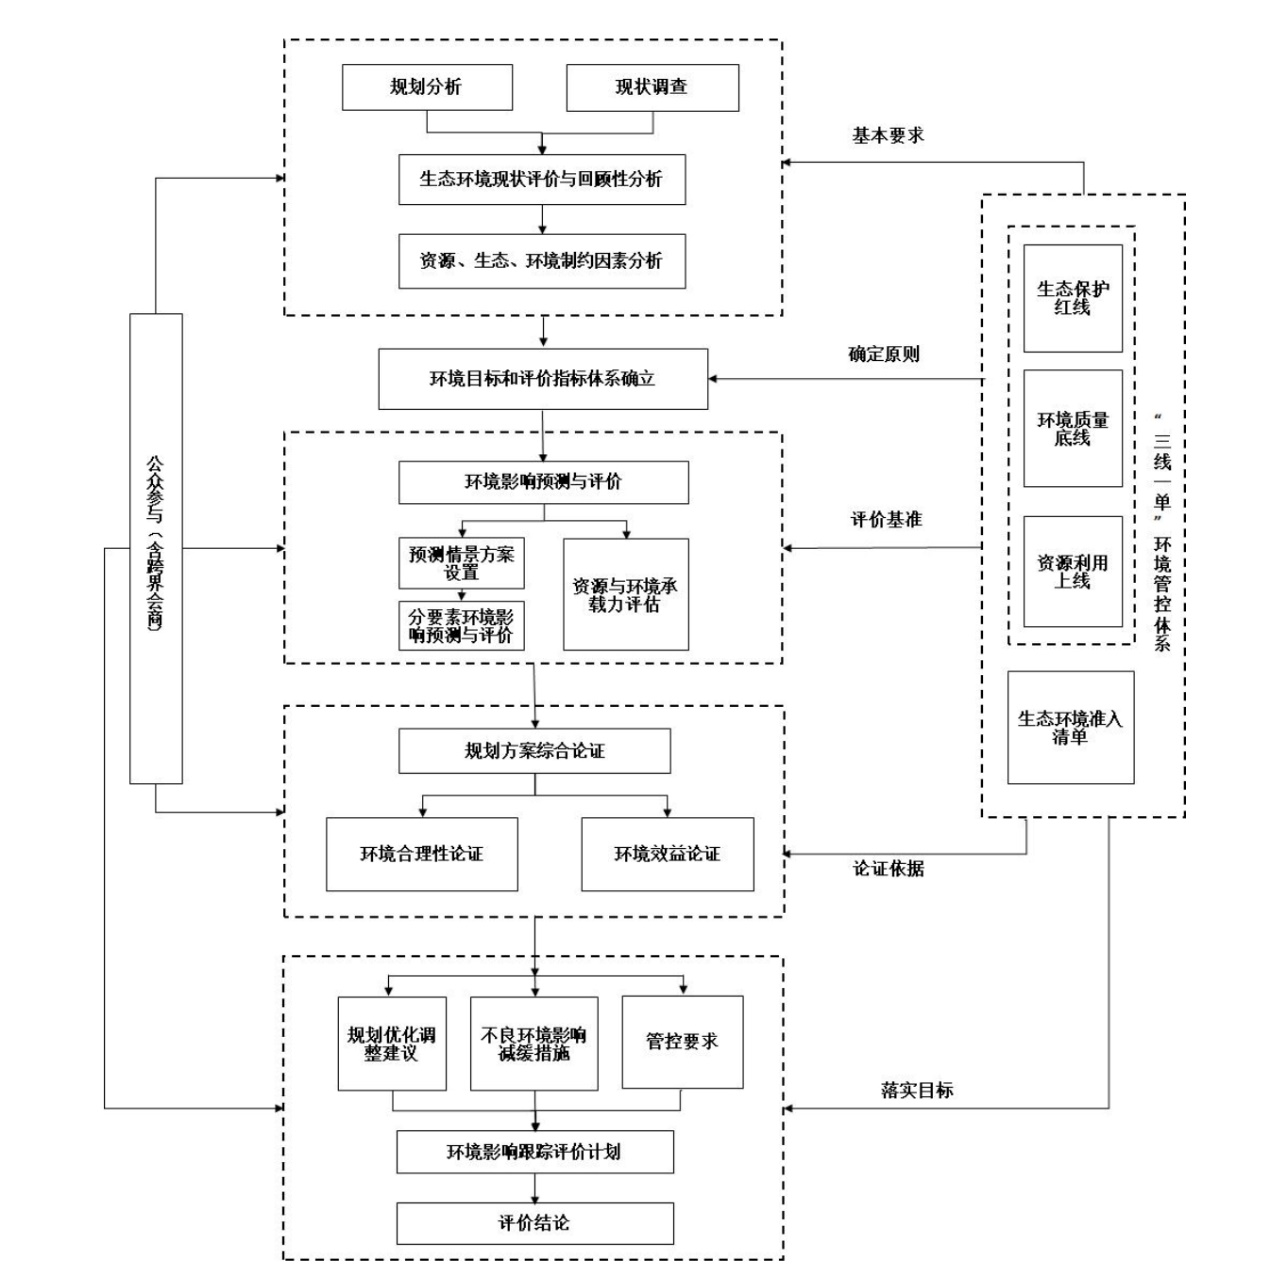 规划分析
现状调查
基本要求
生态环境现状评价与回顾性分析
资源、生态、环境制约因素分析
生态保护
红线
确定原则
环境目标和评价指标体系确立
环境质量
底线
“三线一单”环境管控体系
公众参与（含跨界会商）
环境影响预测与评价
评价基准
预测情景方案
设置
资源与环境承
载力评估
资源利用
上线
分要素环境影
响预测与评价
生态环境准入
清单
规划方案综合论证
环境合理性论证
环境效益论证
论证依据
规划优化调
整建议
不良环境影响
减缓措施
管控要求
落实目标
环境影响跟踪评价计划
评价结论